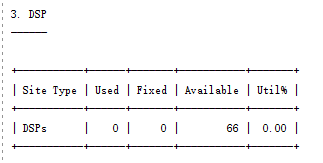 3. DSP
------
+-----------+------+-------+-----------+-------+
| Site Type | Used | Fixed | Available | Util% |
+-----------+------+-------+-----------+-------+
| DSPs      |    0 |     0 |        66 |  0.00 |
+-----------+------+-------+-----------+-------+